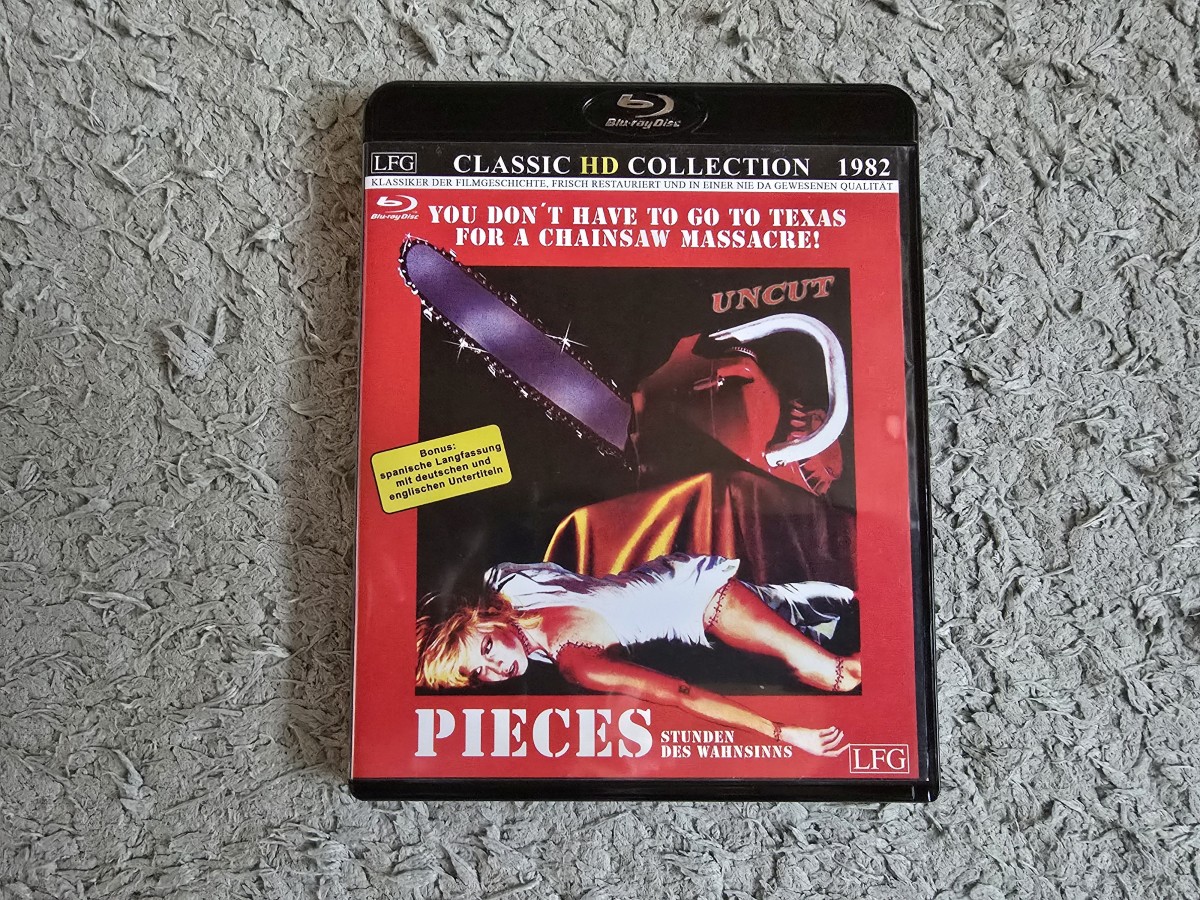 Blu-ray Disc
LFG CLASSIC HD COLLECTION 1982
KLASSIKER DER FILMGESCHICHTE, FRISCH RESTAURIERT UND IN EINER NIE DA GEWESENEN QUALITÄT
Blu-ray Disc
YOU DON´T HAVE TO GO TO TEXAS
FOR A CHAINSAW MASSACRE!
UNCUT
Bonus:
spanische Langfassung
mit deutschen und
englischen Untertiteln
PIECES STUNDEN
DES WAHNSINNS
LFG